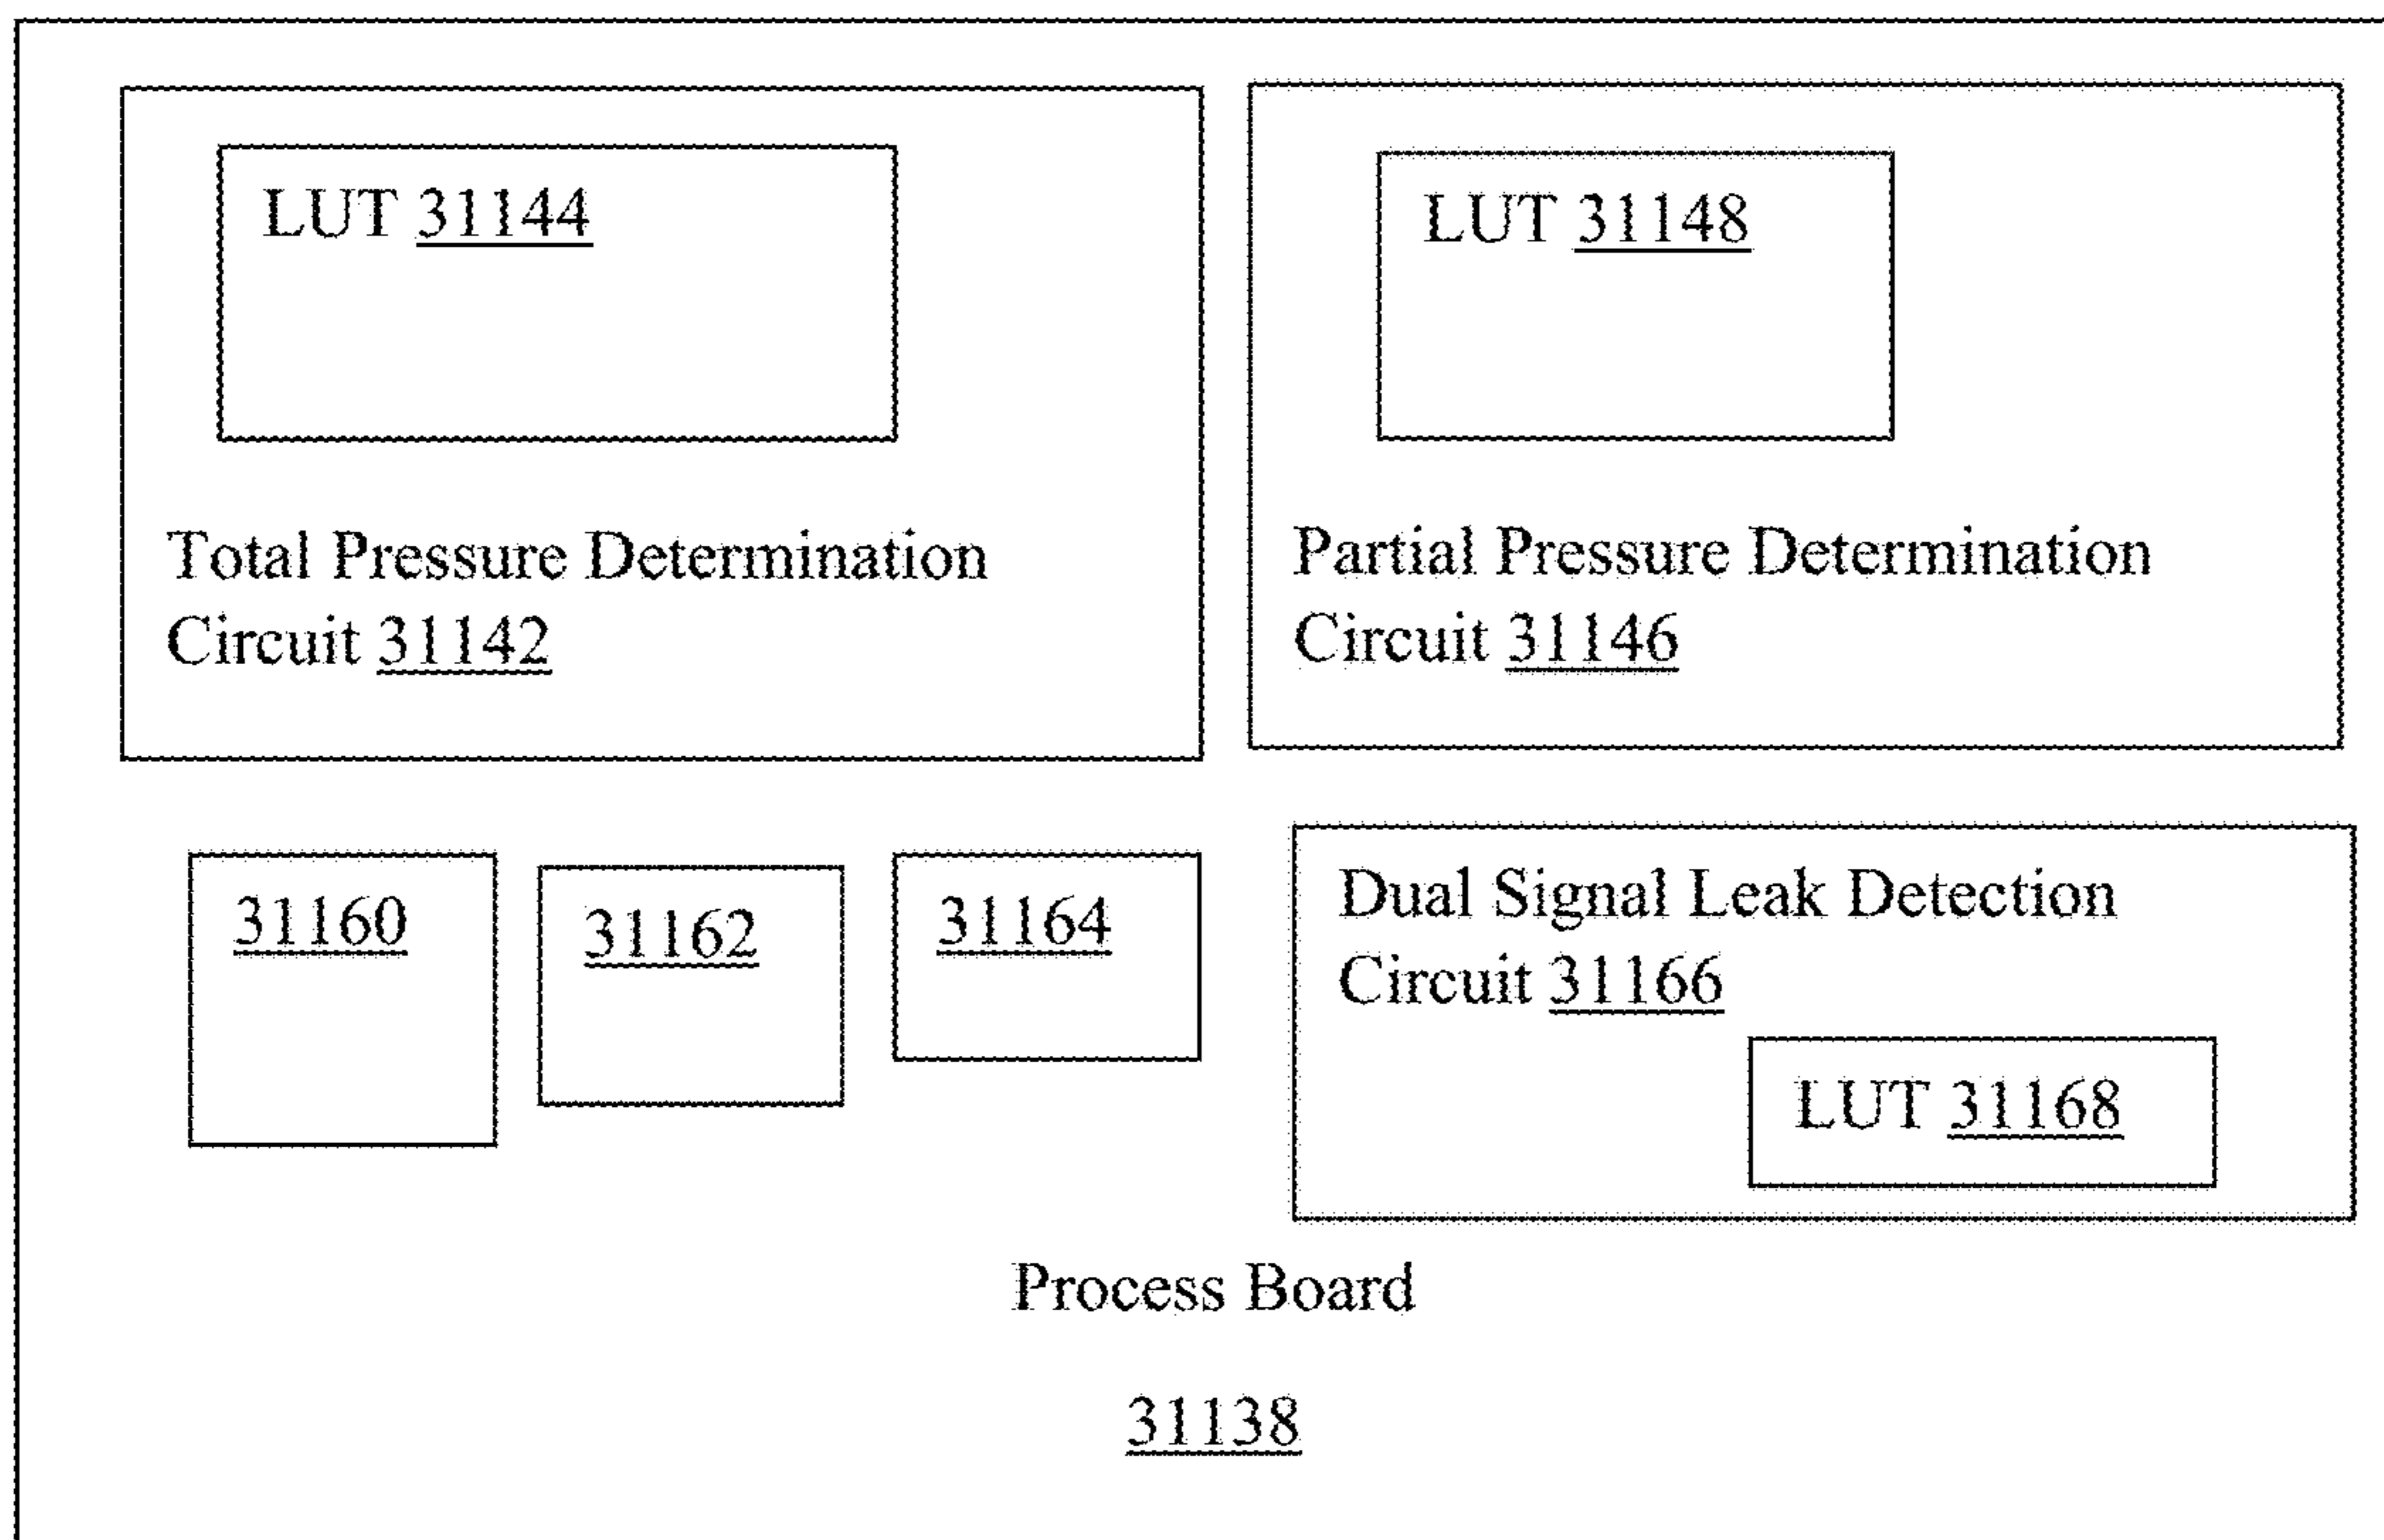 LUT 31144
Total Pressure Determination
Circuit 31142
LUT 31148
Partial Pressure Determination
Circuit 31146
31160
31162
31164
Dual Signal Leak Detection
Circuit 31166
LUT 31168
Process Board
31138